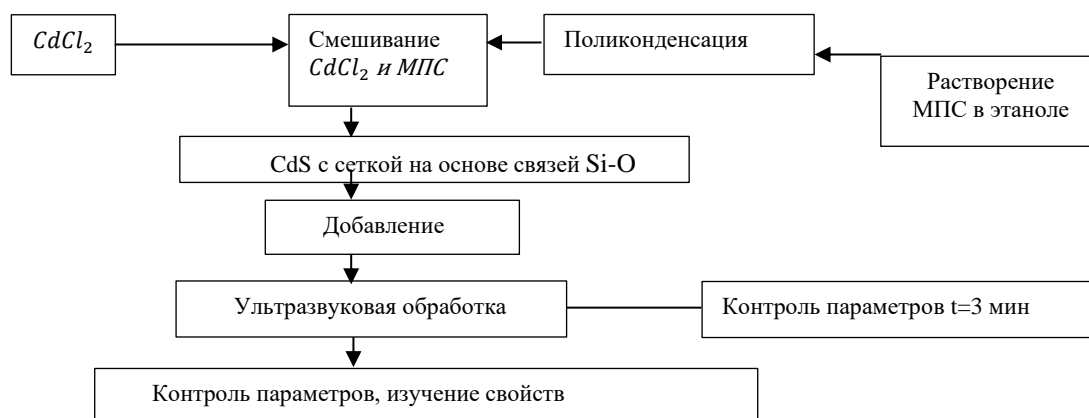 CdCl₂
Смешивание
CdCl₂ и МПС
Поликонденсация
Растворение
МПС в этаноле
CdS с сеткой на основе связей Si-O
Добавление
Ультразвуковая обработка
Контроль параметров t=3 мин
Контроль параметров, изучение свойств